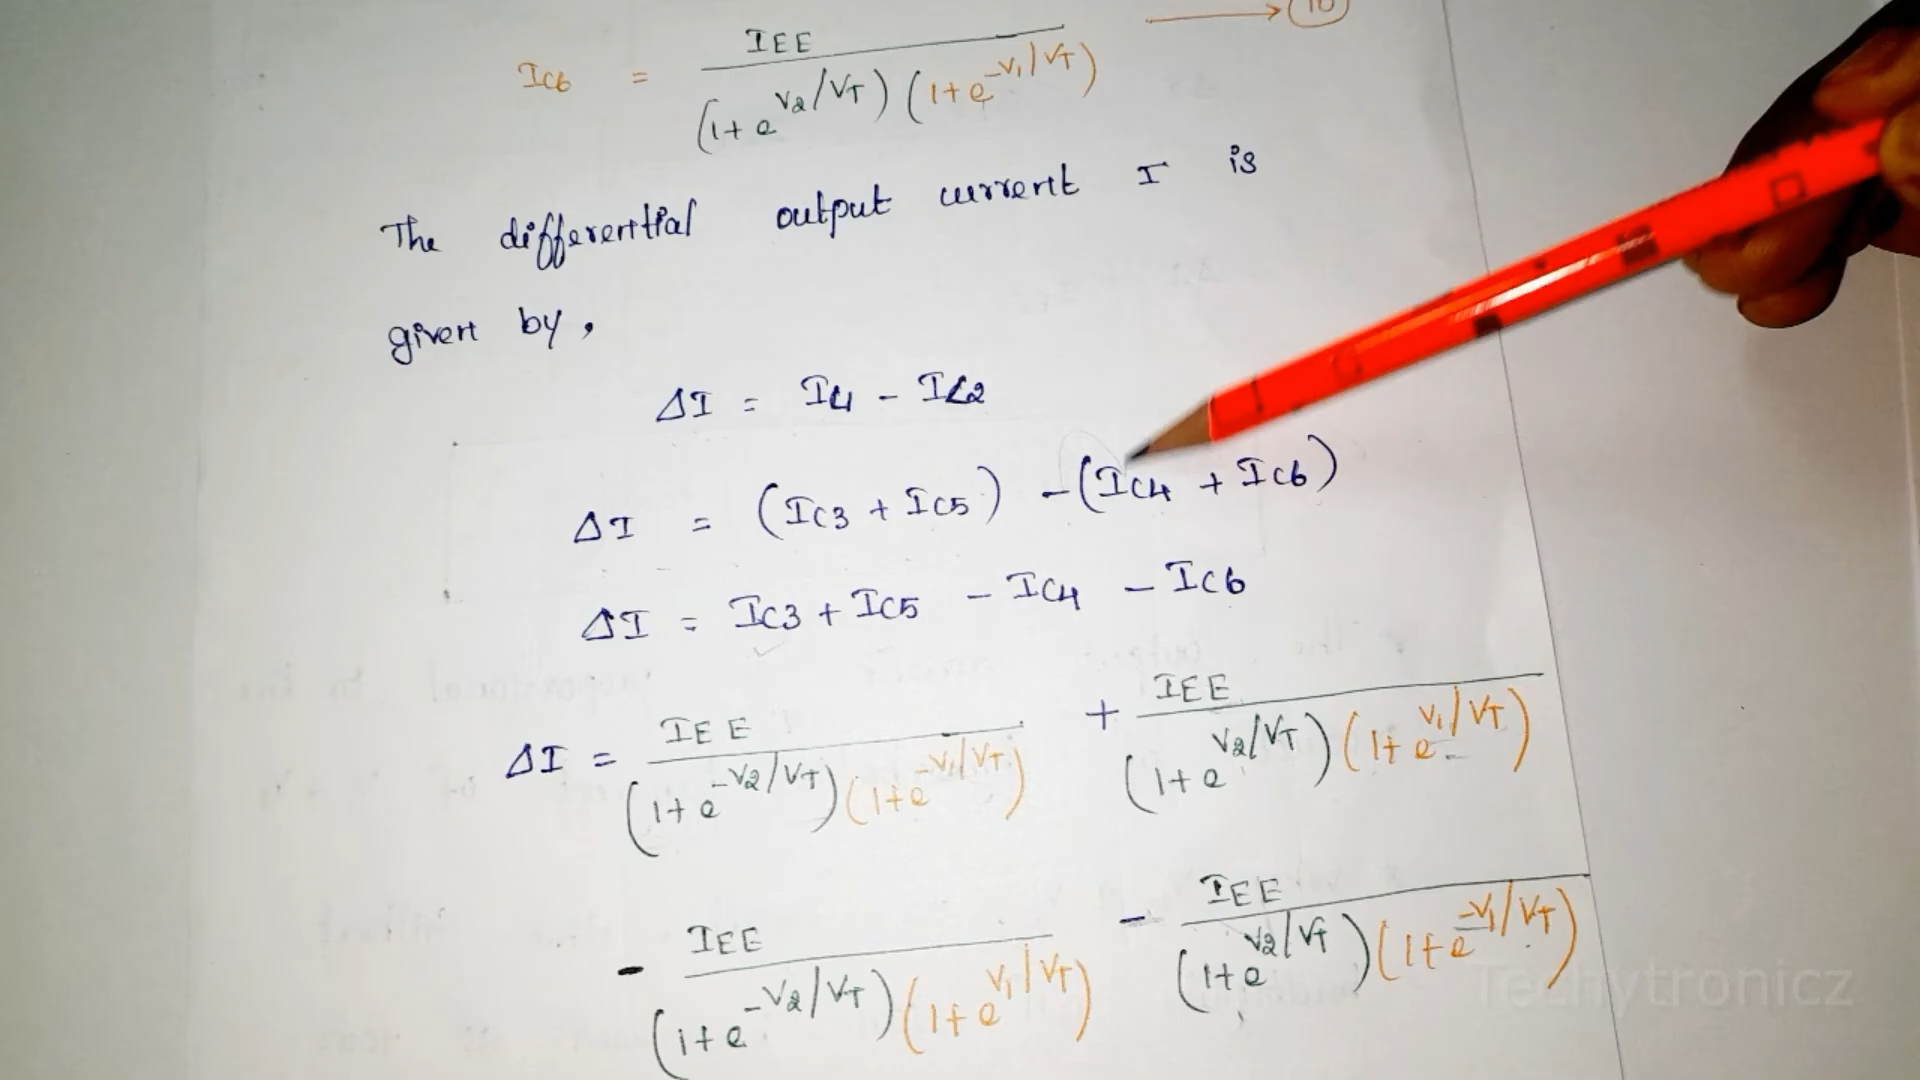 IC6 = IEE / (1+e^V2/VT) (1+e^-V1/VT) → 10
The differential output current I is
given by,
ΔI = IL1 - IL2
ΔI = (IC3 + IC5) - (IC4 + IC6)
ΔI = IC3 + IC5 - IC4 - IC6
ΔI = IEE / (1+e^-V2/VT) (1+e^-V1/VT) + IEE / (1+e^V2/VT) (1+e^V1/VT)
- IEE / (1+e^-V2/VT) (1+e^V1/VT) - IEE / (1+e^V2/VT) (1+e^-V1/VT)
Techytronicz